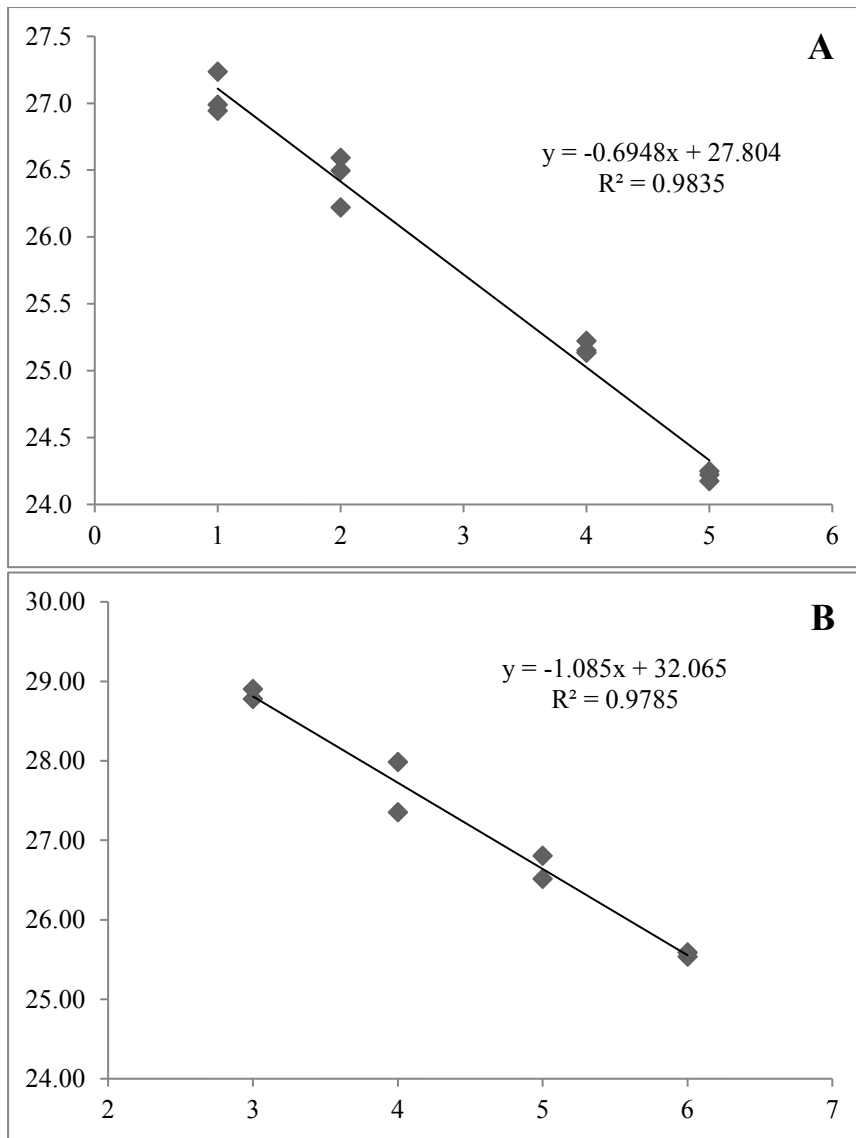 A
27.5
27.0
26.5
26.0
25.5
25.0
24.5
24.0
y = -0.6948x + 27.804
R² = 0.9835
0 1 2 3 4 5 6
B
30.00
29.00
28.00
27.00
26.00
25.00
24.00
y = -1.085x + 32.065
R² = 0.9785
2 3 4 5 6 7